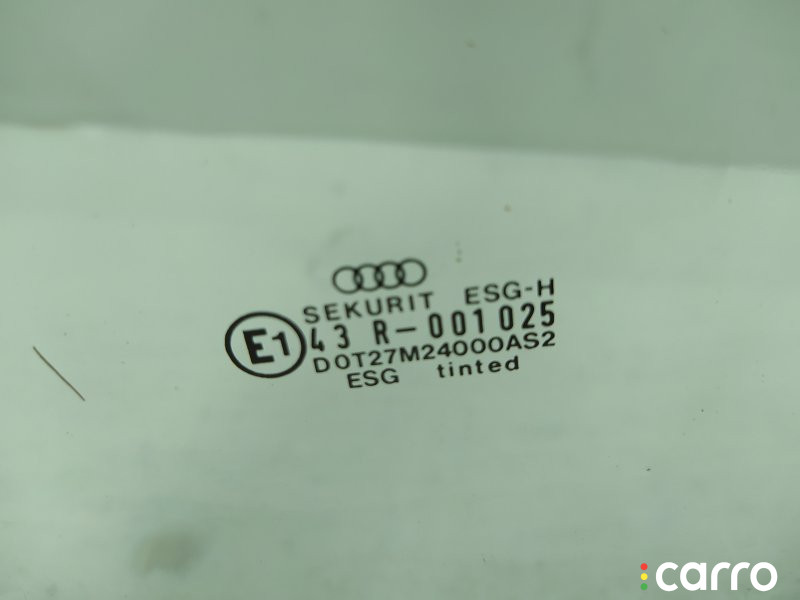 SEKURIT ESG-H
E1 43 R-001025
DOT27M24000AS2
ESG tinted
carro